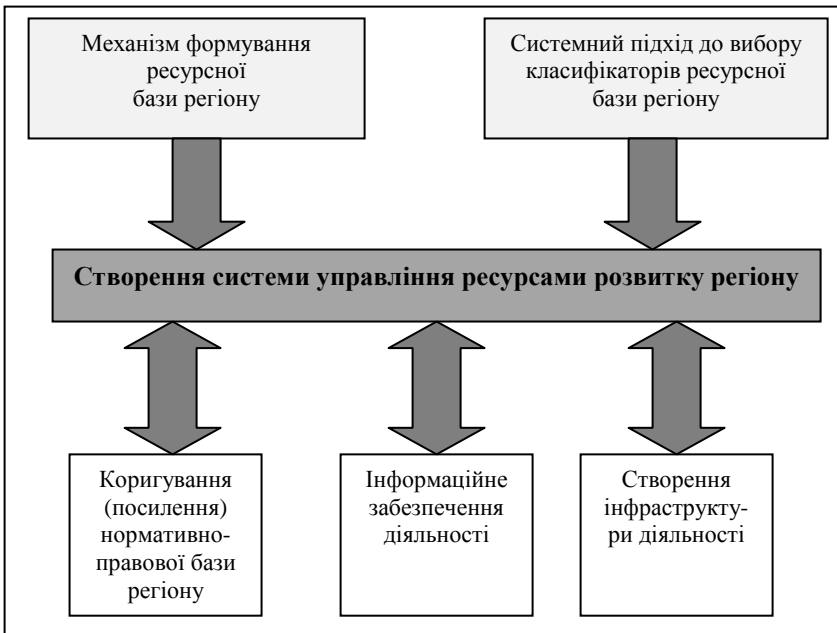 Механізм формування
ресурсної
бази регіону
Системний підхід до вибору
класифікаторів ресурсної
бази регіону
Створення системи управління ресурсами розвитку регіону
Коригування
(посилення)
нормативно-
правової бази
регіону
Інформаційне
забезпечення
діяльності
Створення
інфраструкту-
ри діяльності